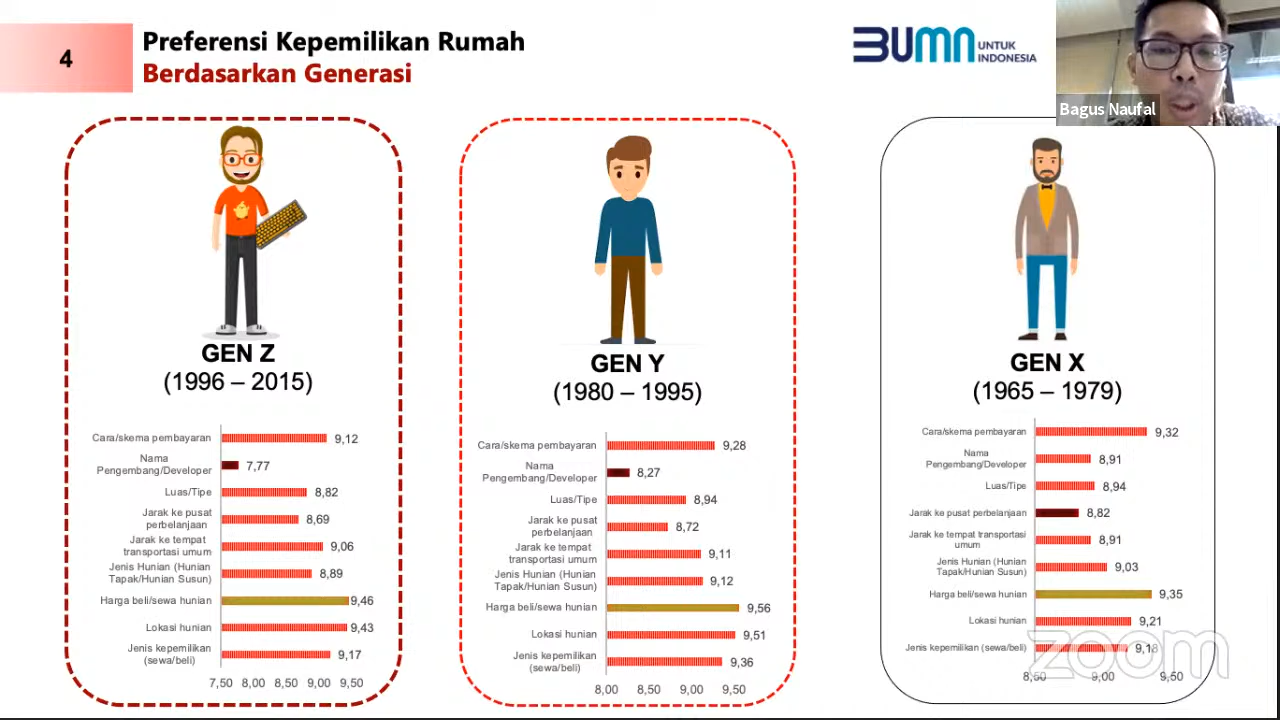 4
Preferensi Kepemilikan Rumah
Berdasarkan Generasi
BUMN
UNTUK
INDONESIA
Bagus Naufal
GEN Z
(1996 – 2015)
Cara/skema pembayaran
9,12
Nama
Pengembang/Developer
7,77
Luas/Tipe
8,82
Jarak ke pusat
perbelanjaan
8,69
Jarak ke tempat
transportasi umum
9,06
Jenis Hunian (Hunian
Tapak/Hunian Susun)
8,89
Harga beli/sewa hunian
9,46
Lokasi hunian
9,43
Jenis kepemilikan
(sewa/beli)
9,17
7,50 8,00 8,50 9,00 9,50
GEN Y
(1980 – 1995)
Cara/skema pembayaran
9,28
Nama
Pengembang/Developer
8,27
Luas/Tipe
8,94
Jarak ke pusat
perbelanjaan
8,72
Jarak ke tempat
transportasi umum
9,11
Jenis Hunian (Hunian
Tapak/Hunian Susun)
9,12
Harga beli/sewa hunian
9,56
Lokasi hunian
9,51
Jenis kepemilikan
(sewa/beli)
9,36
8,00 8,50 9,00 9,50
GEN X
(1965 – 1979)
Cara/skema pembayaran
9,32
Nama
Pengembang/Developer
8,91
Luas/Tipe
8,94
Jarak ke pusat perbelanjaan
8,82
Jarak ke tempat transportasi
umum
8,91
Jenis Hunian (Hunian
Tapak/Hunian Susun)
9,03
Harga beli/sewa hunian
9,35
Lokasi hunian
9,21
Jenis kepemilikan (sewa/beli)
9,18
8,50 9,00 9,50
zoom